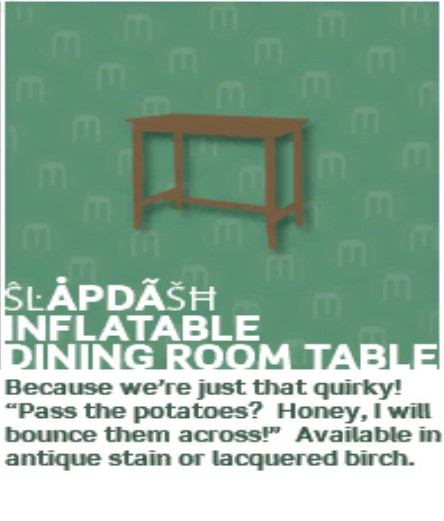 ŜĿÅPDÃŠĦ
INFLATABLE
DINING ROOM TABLE
Because we're just that quirky!
“Pass the potatoes?  Honey, I will
bounce them across!”  Available in
antique stain or lacquered birch.